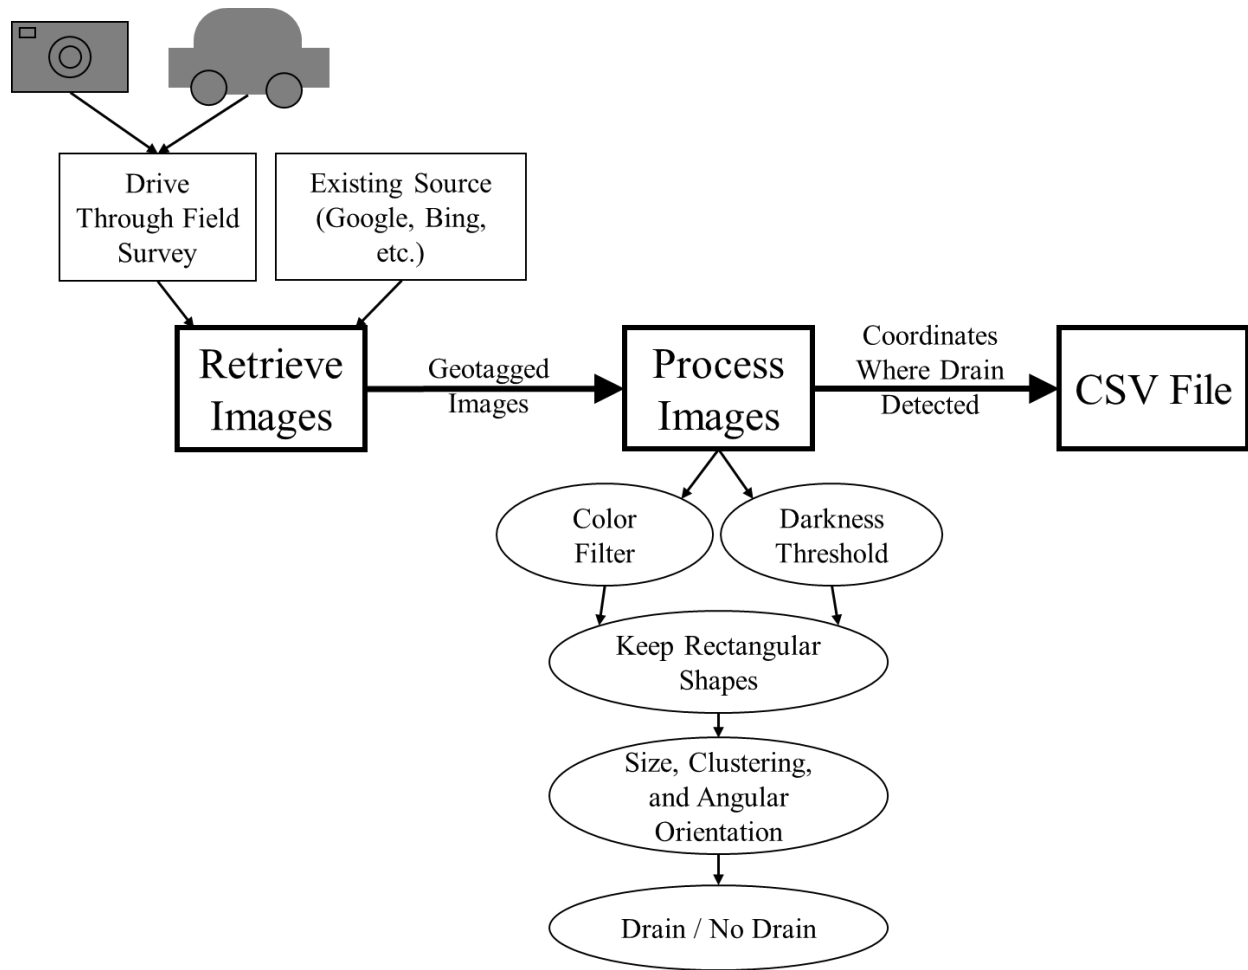 Drive
Through Field
Survey
Existing Source
(Google, Bing,
etc.)
Retrieve
Images
Geotagged
Images
Process
Images
Coordinates
Where Drain
Detected
CSV File
Color
Filter
Darkness
Threshold
Keep Rectangular
Shapes
Size, Clustering,
and Angular
Orientation
Drain / No Drain